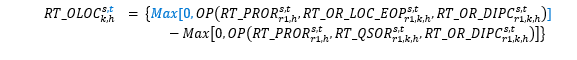 RT_OLOC^{s,t}_{k,h} = {Max[0, OP(RT_PROR^{s,t}_{r1,h}, RT_OR_LOC_EOP^{s,t}_{r1,k,h}, RT_OR_DIPC^{s,t}_{r1,k,h})]
− Max[0, OP(RT_PROR^{s,t}_{r1,h}, RT_QSOR^{s,t}_{r1,k,h}, RT_OR_DIPC^{s,t}_{r1,k,h})]}